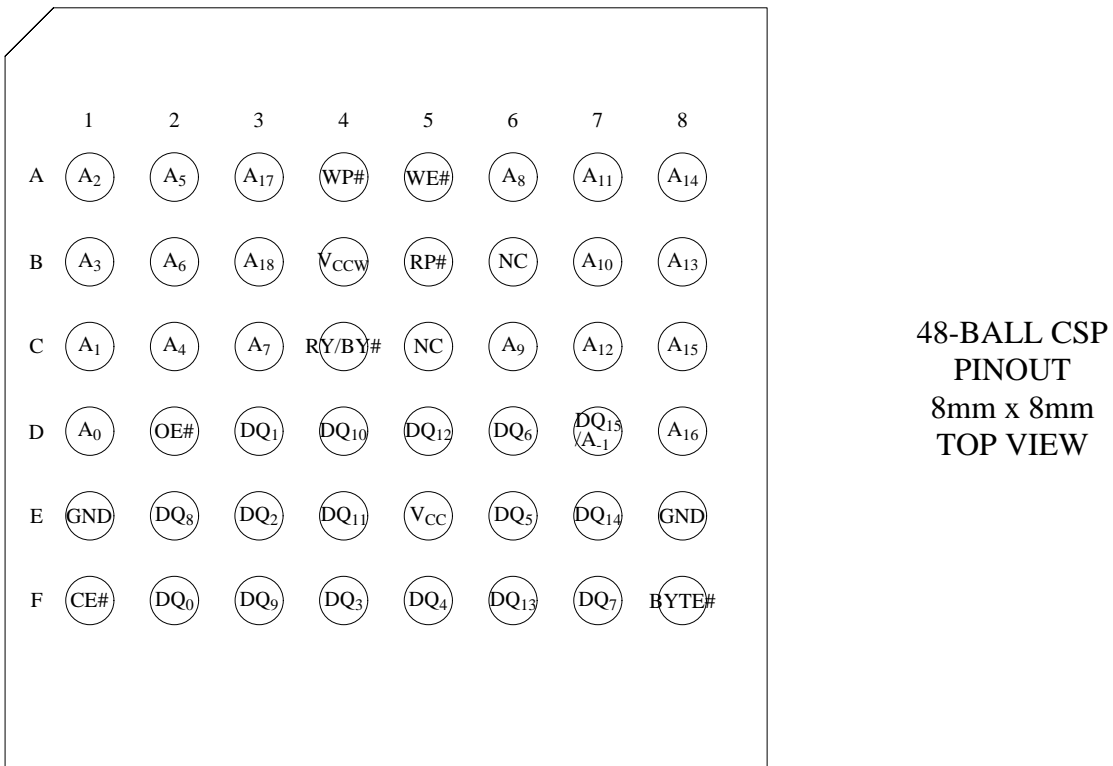 1 2 3 4 5 6 7 8
A A₂ A₅ A₁₇ WP# WE# A₈ A₁₁ A₁₄
B A₃ A₆ A₁₈ V_CCW RP# NC A₁₀ A₁₃
C A₁ A₄ A₇ RY/BY# NC A₉ A₁₂ A₁₅
D A₀ OE# DQ₁ DQ₁₀ DQ₁₂ DQ₆ DQ₁₅/A₋₁ A₁₆
E GND DQ₈ DQ₂ DQ₁₁ V_CC DQ₅ DQ₁₄ GND
F CE# DQ₀ DQ₉ DQ₃ DQ₄ DQ₁₃ DQ₇ BYTE#
48-BALL CSP
PINOUT
8mm x 8mm
TOP VIEW